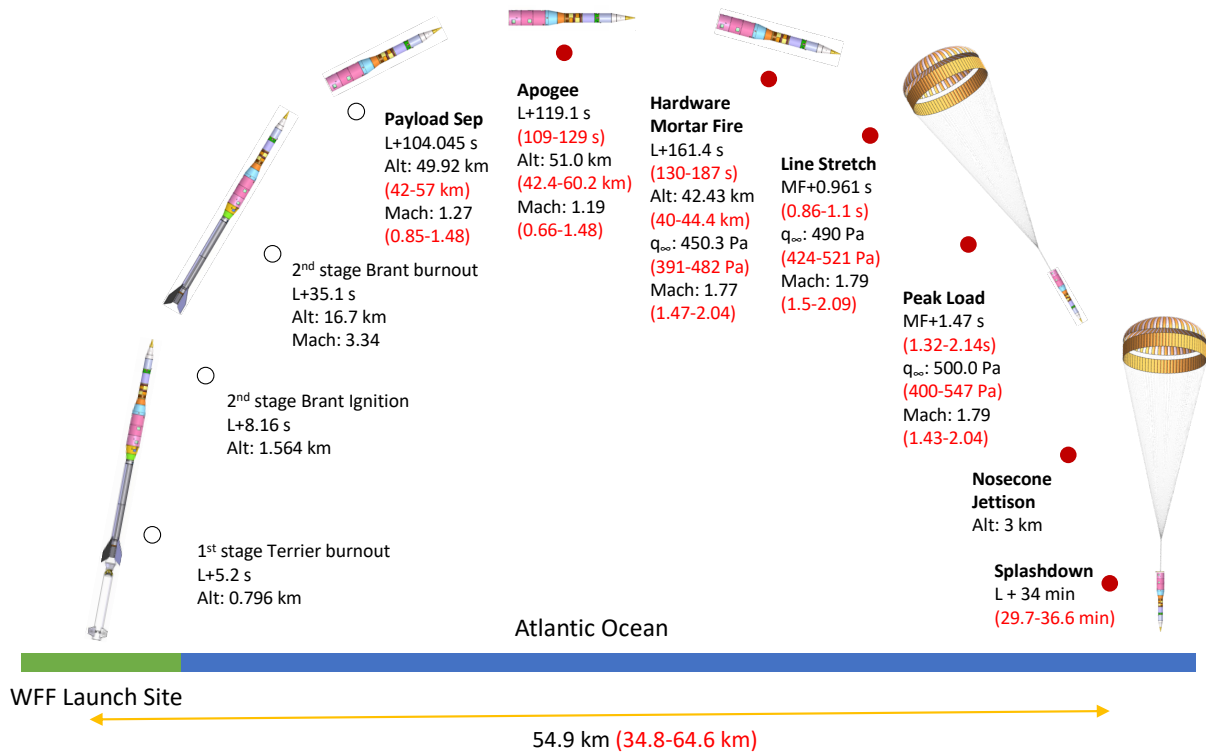 Payload Sep
L+104.045 s
Alt: 49.92 km
(42-57 km)
Mach: 1.27
(0.85-1.48)
Apogee
L+119.1 s
(109-129 s)
Alt: 51.0 km
(42.4-60.2 km)
Mach: 1.19
(0.66-1.48)
Hardware
Mortar Fire
L+161.4 s
(130-187 s)
Alt: 42.43 km
(40-44.4 km)
q∞: 450.3 Pa
(391-482 Pa)
Mach: 1.77
(1.47-2.04)
Line Stretch
MF+0.961 s
(0.86-1.1 s)
q∞: 490 Pa
(424-521 Pa)
Mach: 1.79
(1.5-2.09)
Peak Load
MF+1.47 s
(1.32-2.14s)
q∞: 500.0 Pa
(400-547 Pa)
Mach: 1.79
(1.43-2.04)
2nd stage Brant burnout
L+35.1 s
Alt: 16.7 km
Mach: 3.34
2nd stage Brant Ignition
L+8.16 s
Alt: 1.564 km
1st stage Terrier burnout
L+5.2 s
Alt: 0.796 km
Nosecone
Jettison
Alt: 3 km
Splashdown
L + 34 min
(29.7-36.6 min)
Atlantic Ocean
WFF Launch Site
54.9 km (34.8-64.6 km)